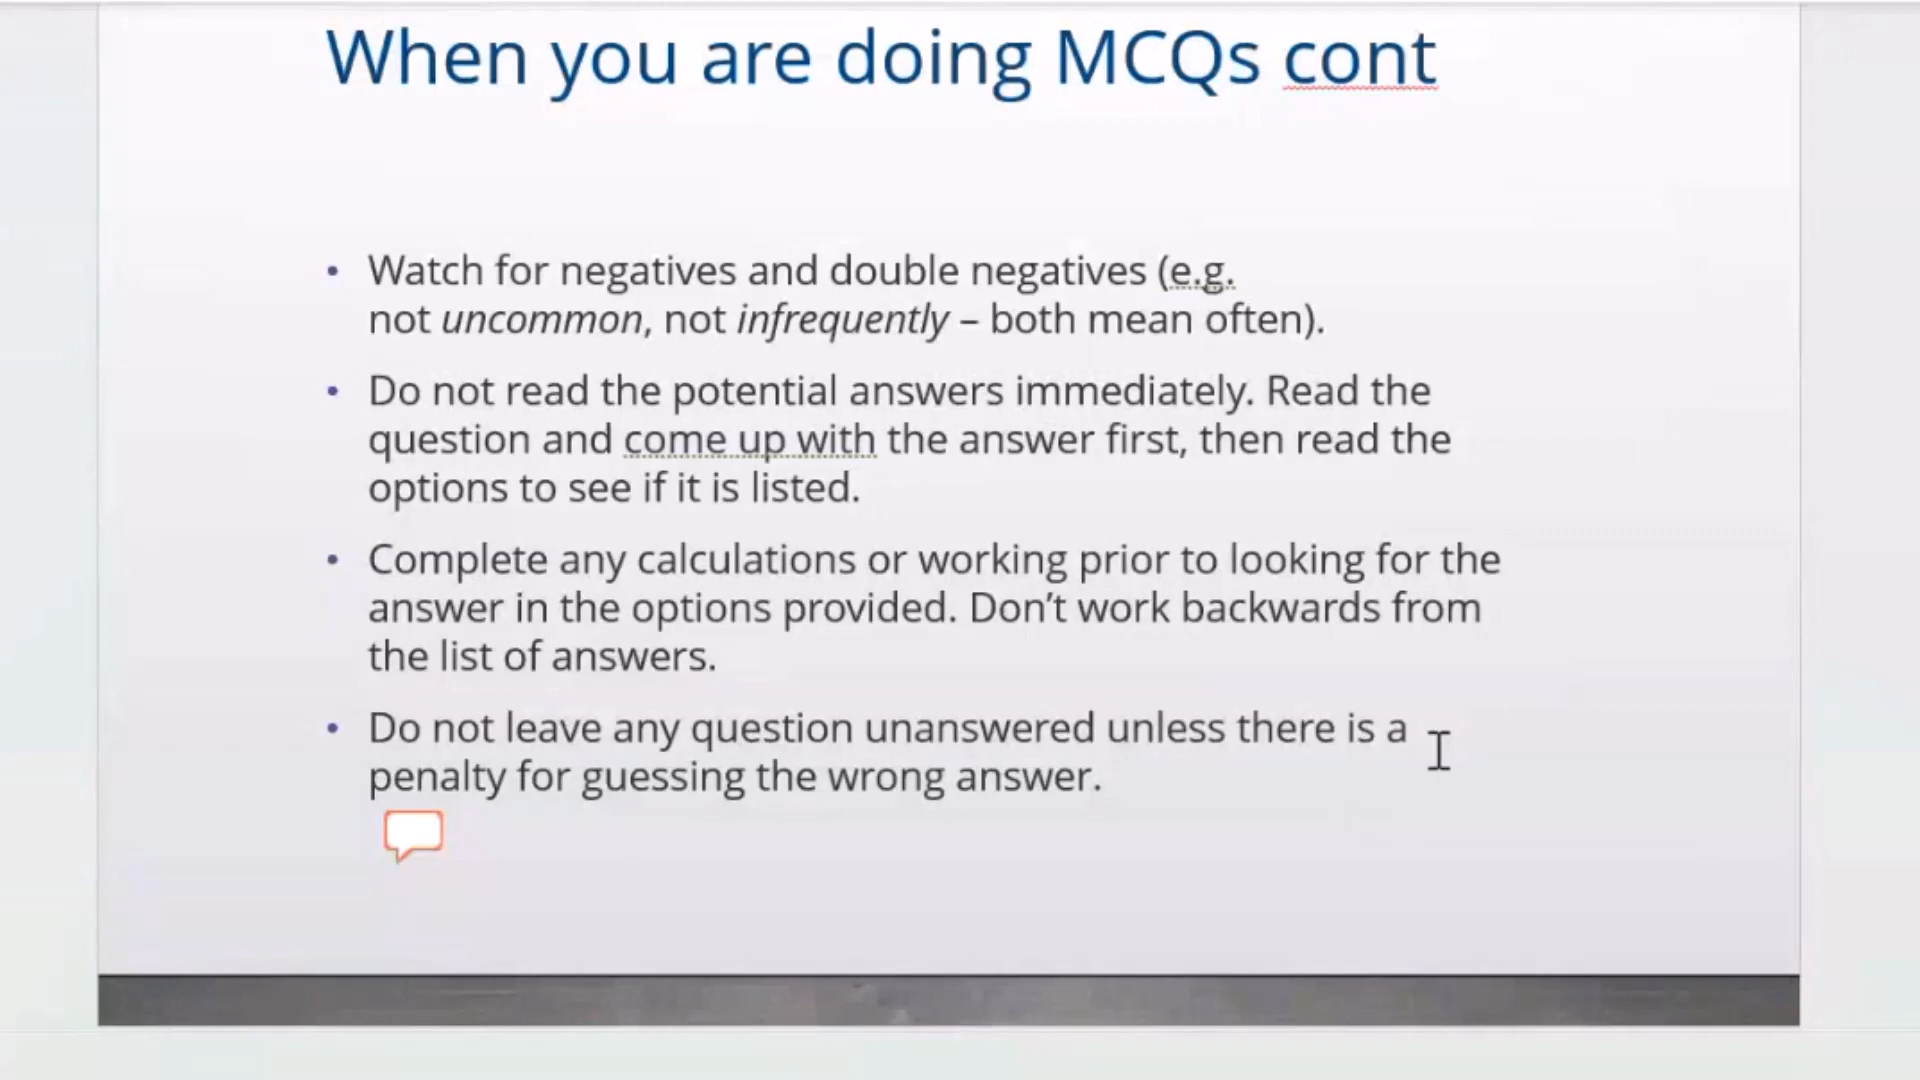 When you are doing MCQs cont
• Watch for negatives and double negatives (e.g.
not uncommon, not infrequently – both mean often).
• Do not read the potential answers immediately. Read the
question and come up with the answer first, then read the
options to see if it is listed.
• Complete any calculations or working prior to looking for the
answer in the options provided. Don’t work backwards from
the list of answers.
• Do not leave any question unanswered unless there is a
penalty for guessing the wrong answer.